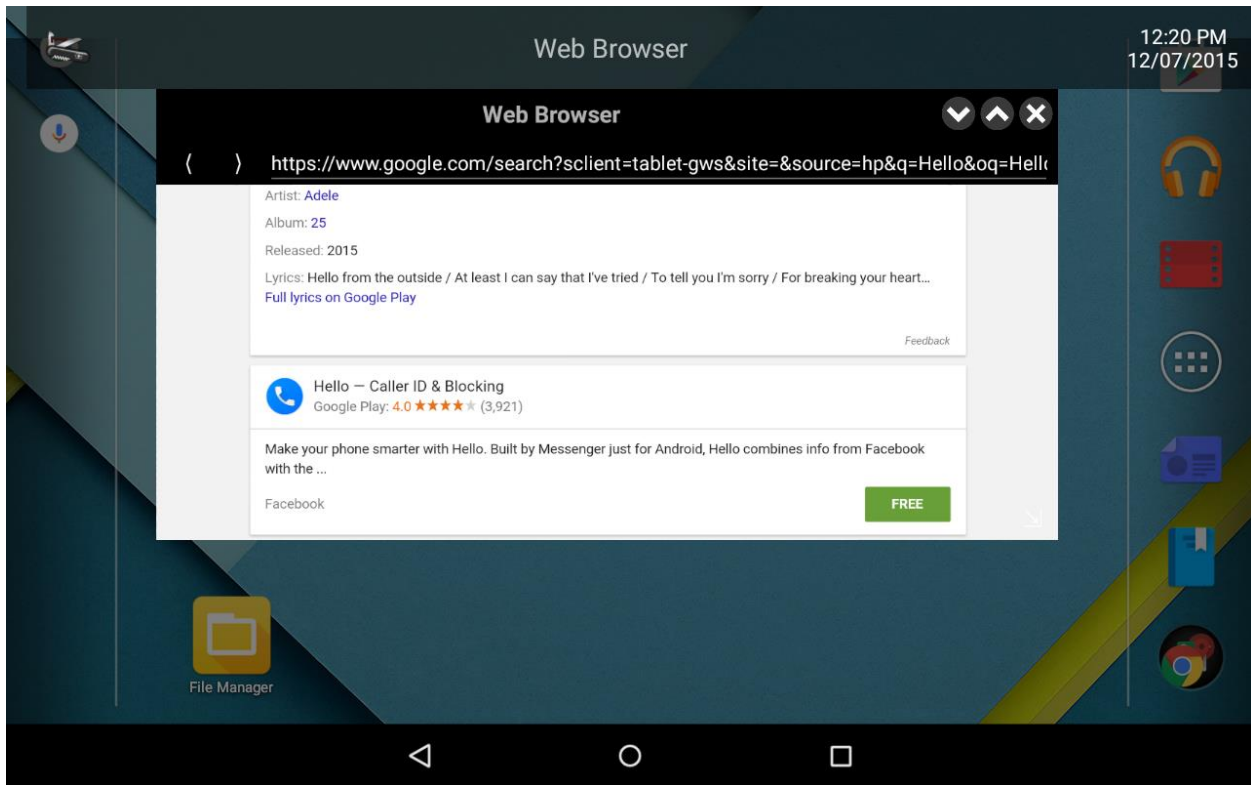 Web Browser
12:20 PM
12/07/2015
Web Browser
https://www.google.com/search?sclient=tablet-gws&site=&source=hp&q=Hello&oq=Hello
Artist: Adele
Album: 25
Released: 2015
Lyrics: Hello from the outside / At least I can say that I've tried / To tell you I'm sorry / For breaking your heart...
Full lyrics on Google Play
Feedback
Hello — Caller ID & Blocking
Google Play: 4.0 ★★★★★ (3,921)
Make your phone smarter with Hello. Built by Messenger just for Android, Hello combines info from Facebook
with the ...
Facebook
FREE
File Manager